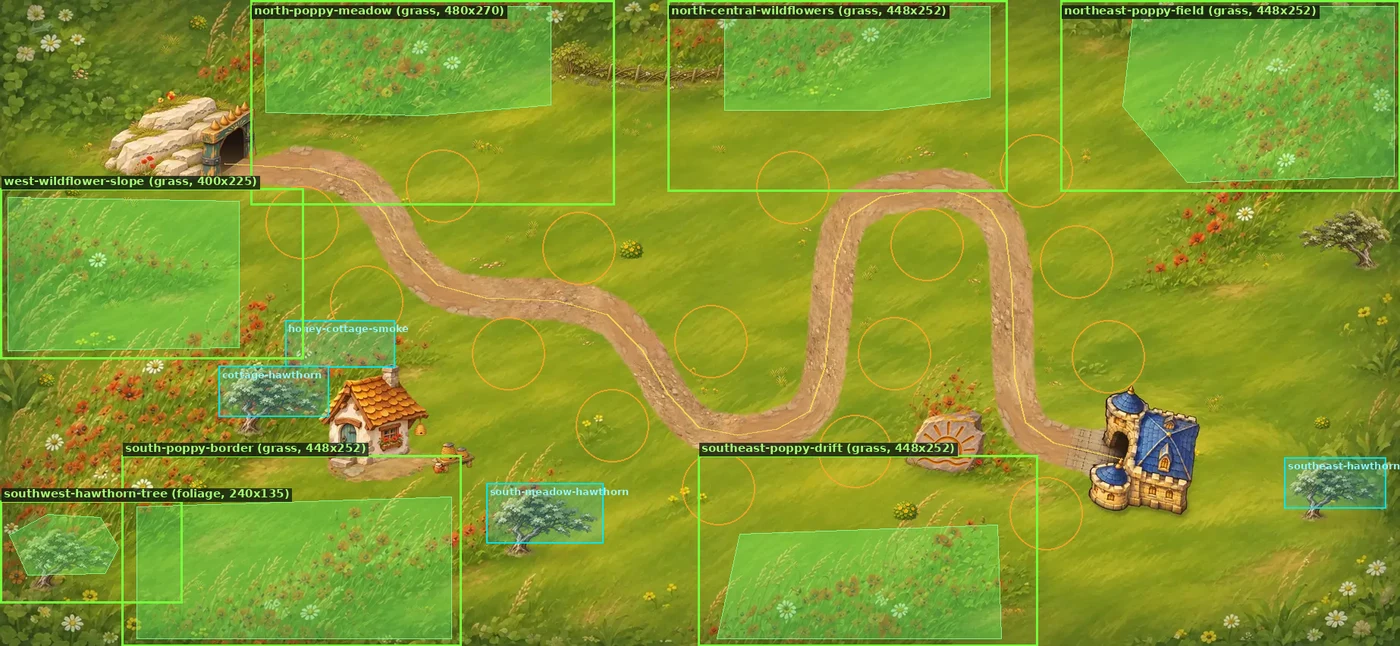 north-poppy-meadow (grass, 480x270)
north-central-wildflowers (grass, 448x252)
northeast-poppy-field (grass, 448x252)
west-wildflower-slope (grass, 400x225)
honey-cottage-smoke
cottage-hawthorn
south-poppy-border (grass, 448x252)
southeast-poppy-drift (grass, 448x252)
southeast-hawthorn
southwest-hawthorn-tree (foliage, 240x135)
south-meadow-hawthorn